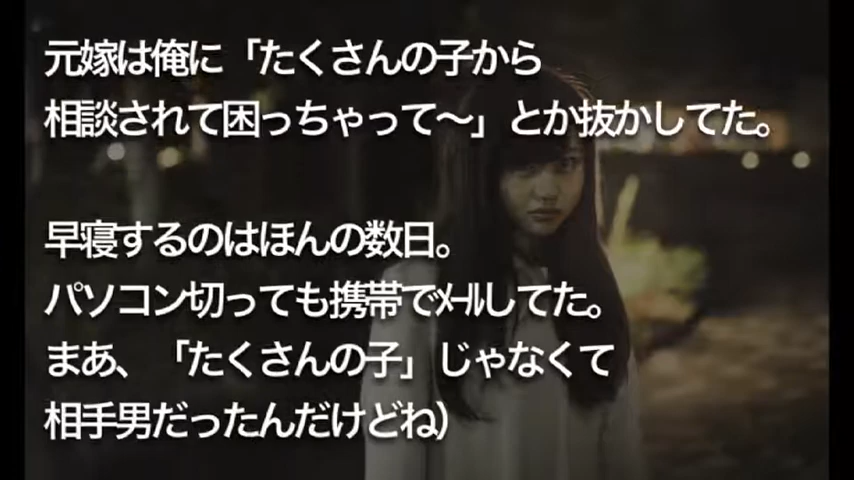 元嫁は俺に「たくさんの子から
相談されて困っちゃって～」とか抜かしてた。
早寝するのはほんの数日。
パソコン切っても携帯でﾒｰﾙしてた。
まあ、「たくさんの子」じゃなくて
相手男だったんだけどね）